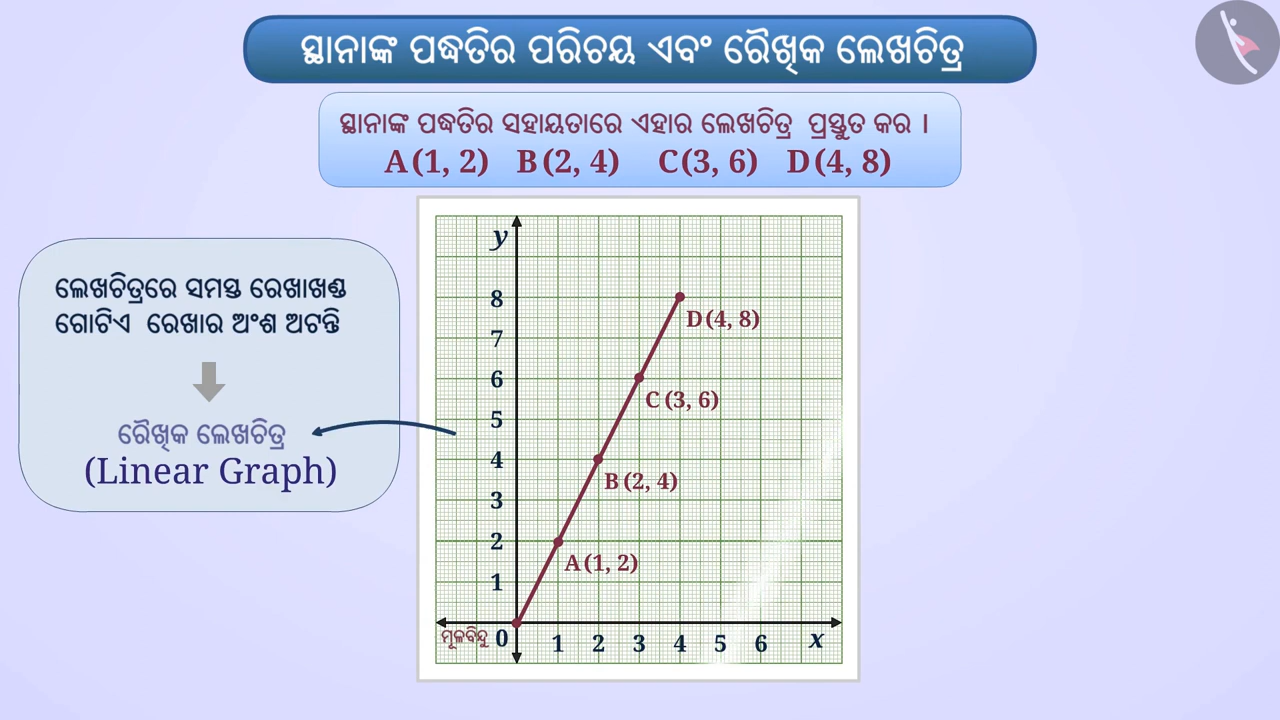 ସ୍ଥାନାଙ୍କ ପଦ୍ଧତିର ପରିଚୟ ଏବଂ ରୈଖିକ ଲେଖଚିତ୍ର
ସ୍ଥାନାଙ୍କ ପଦ୍ଧତିର ସହାୟତାରେ ଏହାର ଲେଖଚିତ୍ର ପ୍ରସ୍ତୁତ କର ।
A(1, 2) B(2, 4) C(3, 6) D(4, 8)
ଲେଖଚିତ୍ରରେ ସମସ୍ତ ରେଖାଖଣ୍ଡ
ଗୋଟିଏ ରେଖାର ଅଂଶ ଅଟନ୍ତି
ରୈଖିକ ଲେଖଚିତ୍ର
(Linear Graph)
y
8
D(4, 8)
7
6
C(3, 6)
5
4
B(2, 4)
3
2
A(1, 2)
1
ମୂଳବିନ୍ଦୁ 0 1 2 3 4 5 6 x